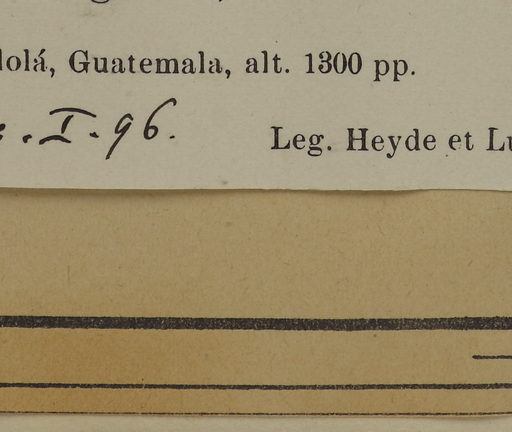 lolá, Guatemala, alt. 1300 pp.
. I. 96. Leg. Heyde et Lu